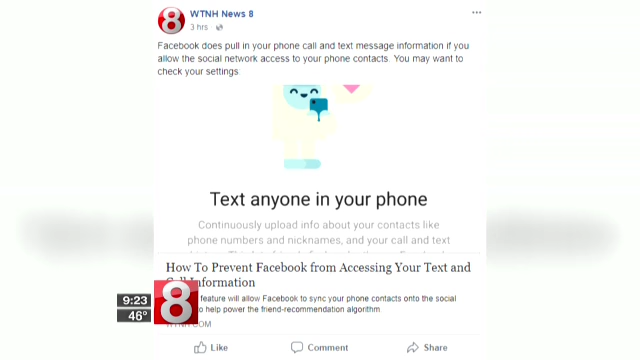 WTNH News 8
3 hrs
Facebook does pull in your phone call and text message information if you
allow the social network access to your phone contacts. You may want to
check your settings.
Text anyone in your phone
Continuously upload info about your contacts like
phone numbers and nicknames, and your call and text
How To Prevent Facebook from Accessing Your Text and
Information
feature will allow Facebook to sync your phone contacts onto the social
to help power the friend-recommendation algorithm
9:23
46°
8
WTNH.COM
Like
Comment
Share